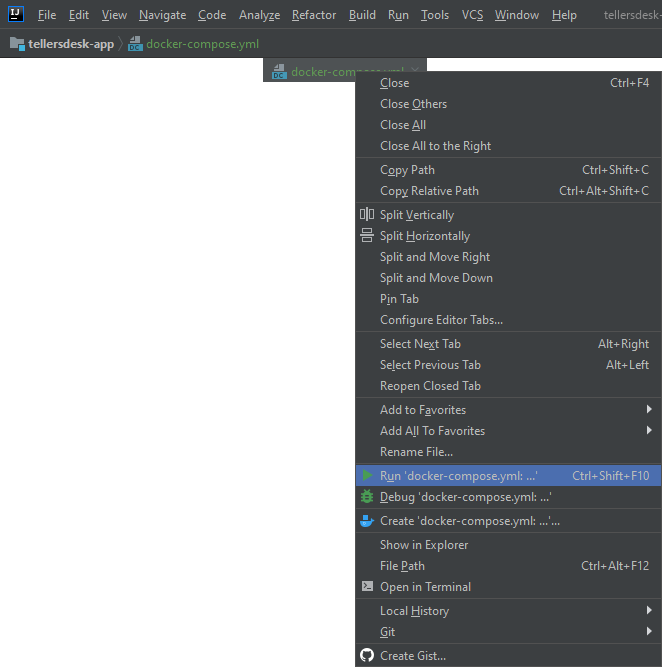 IJ File Edit View Navigate Code Analyze Refactor Build Run Tools VCS Window Help tellersdesk-
tellersdesk-app DC docker-compose.yml
DC docker-compose.yml
Close Ctrl+F4
Close Others
Close All
Close All to the Right
Copy Path Ctrl+Shift+C
Copy Relative Path Ctrl+Alt+Shift+C
Split Vertically
Split Horizontally
Split and Move Right
Split and Move Down
Pin Tab
Configure Editor Tabs...
Select Next Tab Alt+Right
Select Previous Tab Alt+Left
Reopen Closed Tab
Add to Favorites
Add All To Favorites
Rename File...
Run 'docker-compose.yml: ...' Ctrl+Shift+F10
Debug 'docker-compose.yml: ...'
Create 'docker-compose.yml: ...'...
Show in Explorer
File Path Ctrl+Alt+F12
Open in Terminal
Local History
Git
Create Gist...